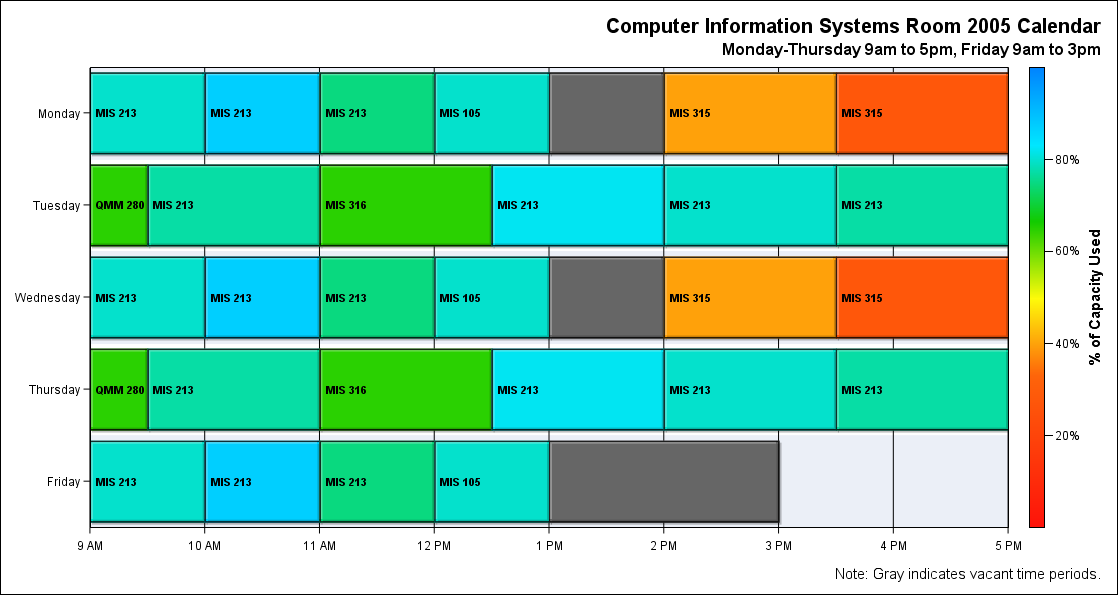 Computer Information Systems Room 2005 Calendar
Monday-Thursday 9am to 5pm, Friday 9am to 3pm
Monday MIS 213 MIS 213 MIS 213 MIS 105 MIS 315 MIS 315
Tuesday QMM 280 MIS 213 MIS 316 MIS 213 MIS 213 MIS 213
Wednesday MIS 213 MIS 213 MIS 213 MIS 105 MIS 315 MIS 315
Thursday QMM 280 MIS 213 MIS 316 MIS 213 MIS 213 MIS 213
Friday MIS 213 MIS 213 MIS 213 MIS 105
9 AM 10 AM 11 AM 12 PM 1 PM 2 PM 3 PM 4 PM 5 PM
80%
60%
40%
20%
% of Capacity Used
Note: Gray indicates vacant time periods.